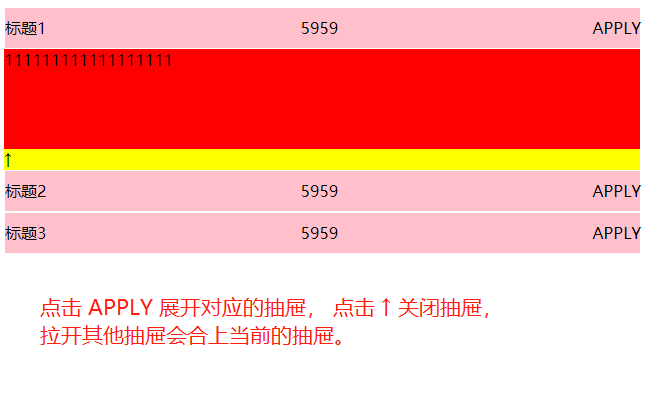 标题1 5959 APPLY
111111111111111111
↑
标题2 5959 APPLY
标题3 5959 APPLY
点击 APPLY 展开对应的抽屉， 点击↑关闭抽屉，
拉开其他抽屉会合上当前的抽屉。